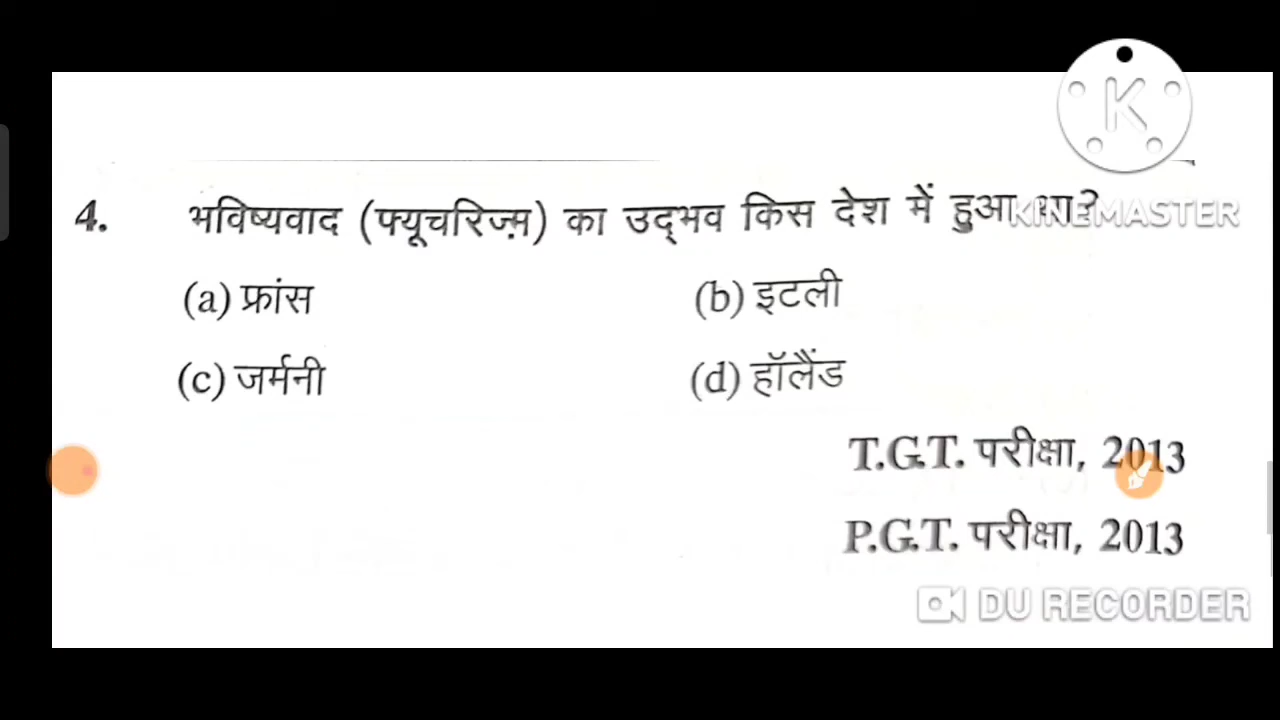 4. भविष्यवाद (फ्यूचरिज़्म) का उद्भव किस देश में हुआ था?
KINEMASTER
(a) फ्रांस (b) इटली
(c) जर्मनी (d) हॉलैंड
T.G.T. परीक्षा, 2013
P.G.T. परीक्षा, 2013
DU RECORDER